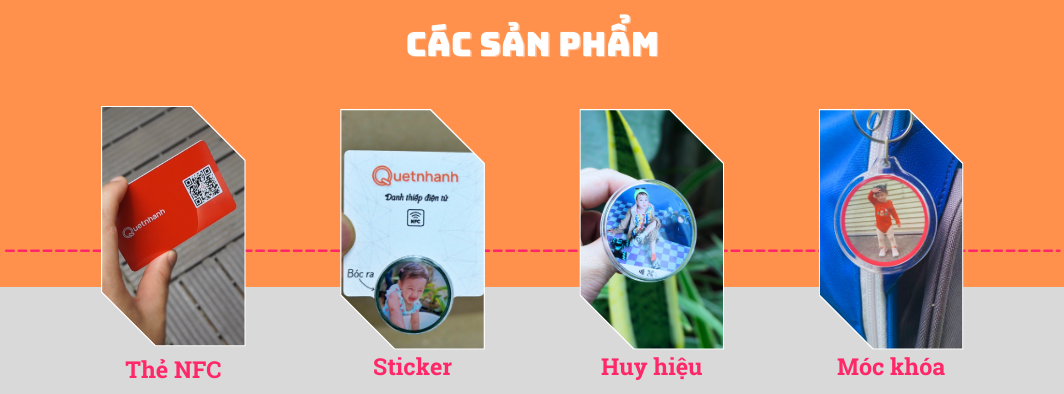 CÁC SẢN PHẨM
Quetnhanh
Quetnhanh
Danh thiếp điện tử
NFC
Bóc ra
Thẻ NFC
Sticker
Huy hiệu
Móc khóa